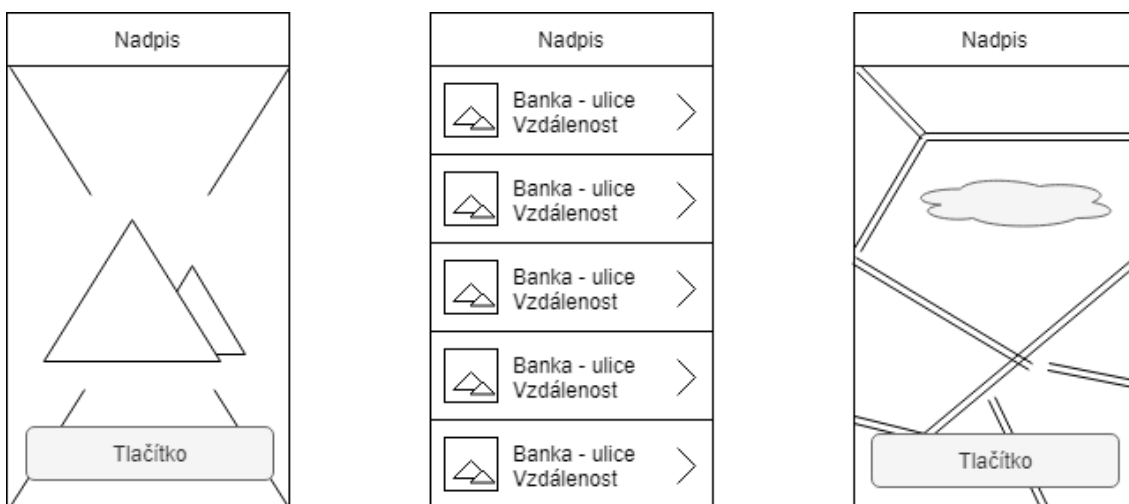 Nadpis
Tlačítko
Nadpis
Banka - ulice
Vzdálenost
Banka - ulice
Vzdálenost
Banka - ulice
Vzdálenost
Banka - ulice
Vzdálenost
Banka - ulice
Vzdálenost
Nadpis
Tlačítko